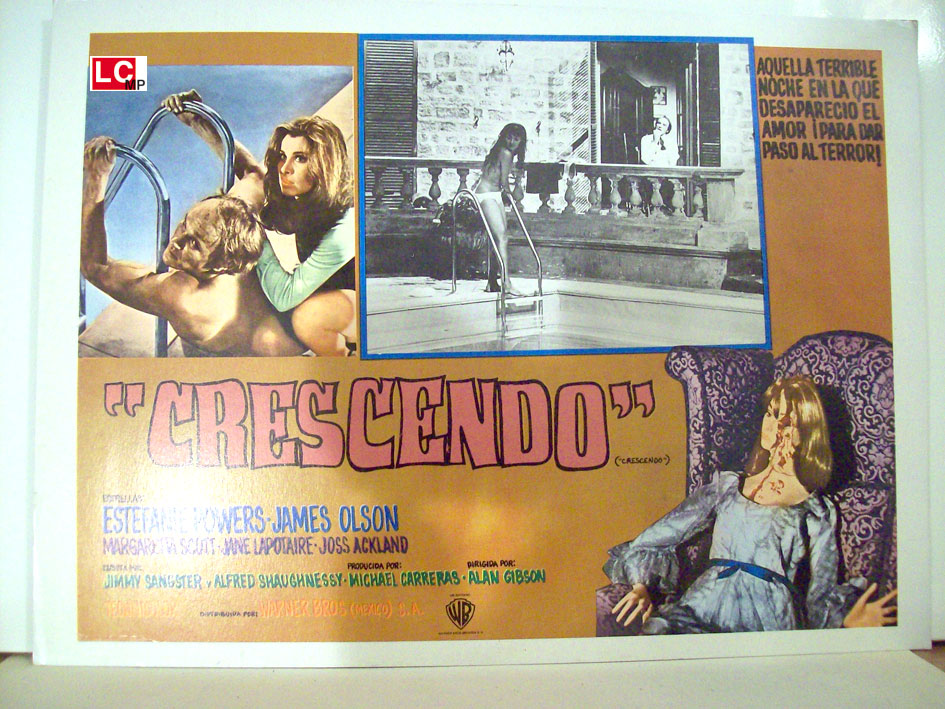 LC
MP
AQUELLA TERRIBLE
NOCHE EN LA QUE
DESAPARECIO EL
AMOR ¡PARA DAR
PASO AL TERROR!
"CRESCENDO"
("CRESCENDO")
ESTRELLAS:
ESTEFANIE POWERS·JAMES OLSON
MARGARETTA SCOTT·JANE LAPOTAIRE·JOSS ACKLAND
PRODUCIDA POR: DIRIGIDA POR:
JIMMY SANGSTER y ALFRED SHAUGHNESSY·MICHAEL CARRERAS·ALAN GIBSON
DISTRIBUIDA POR: WARNER BROS (MEXICO) S.A.
WB